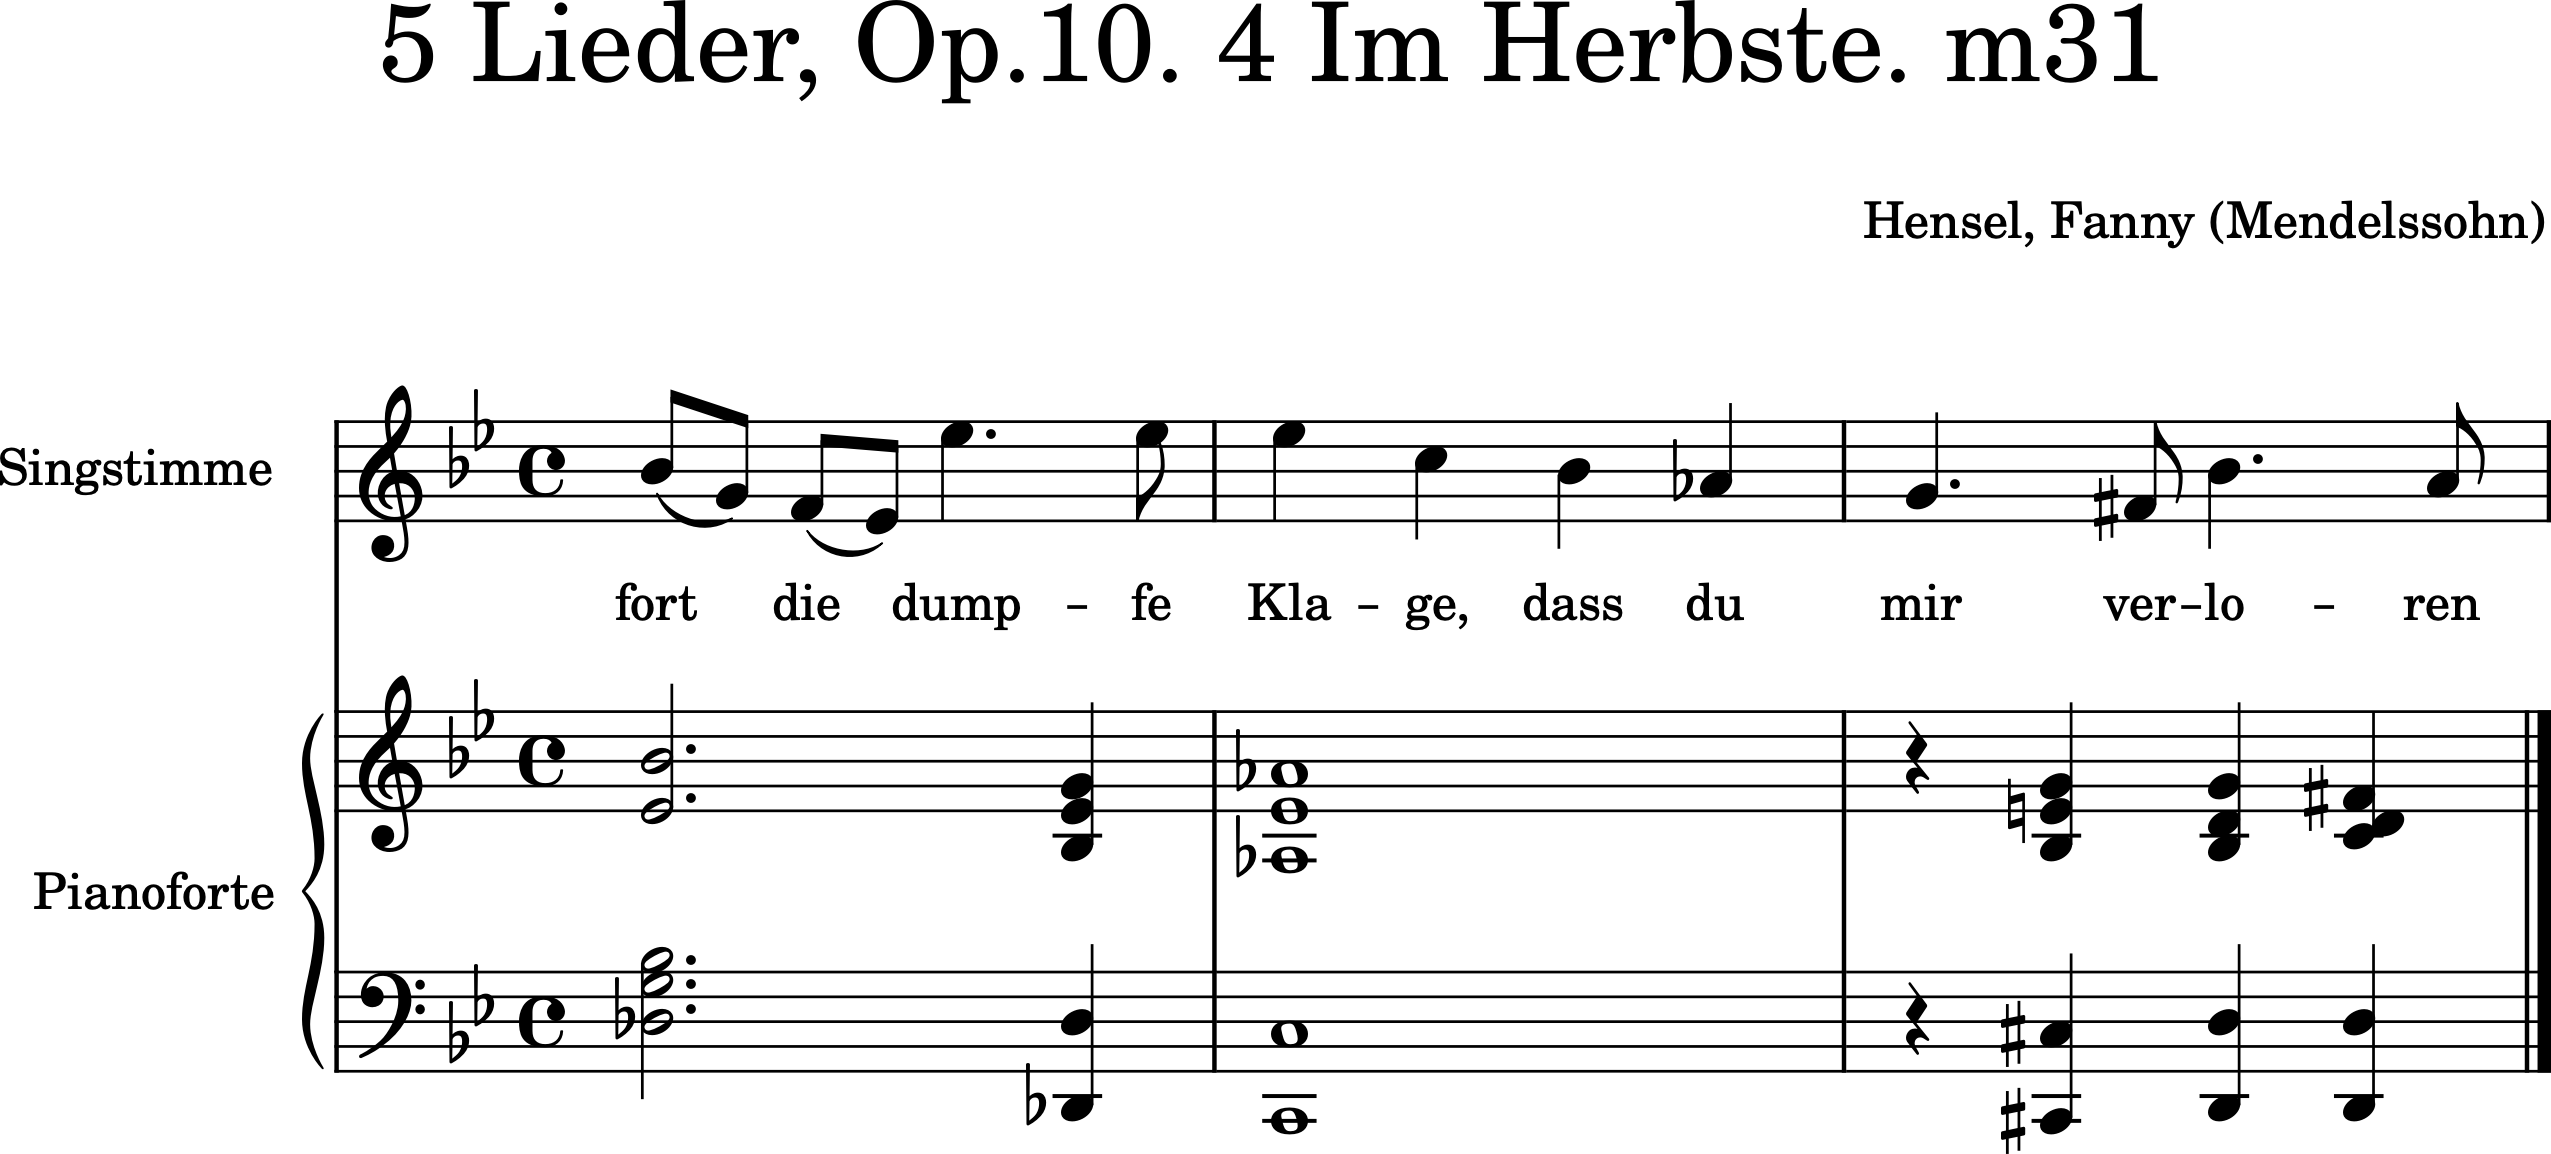 5 Lieder, Op.10. 4 Im Herbste. m31
Hensel, Fanny (Mendelssohn)
Singstimme
fort die dump – fe Kla – ge, dass du mir ver–lo – ren
Pianoforte